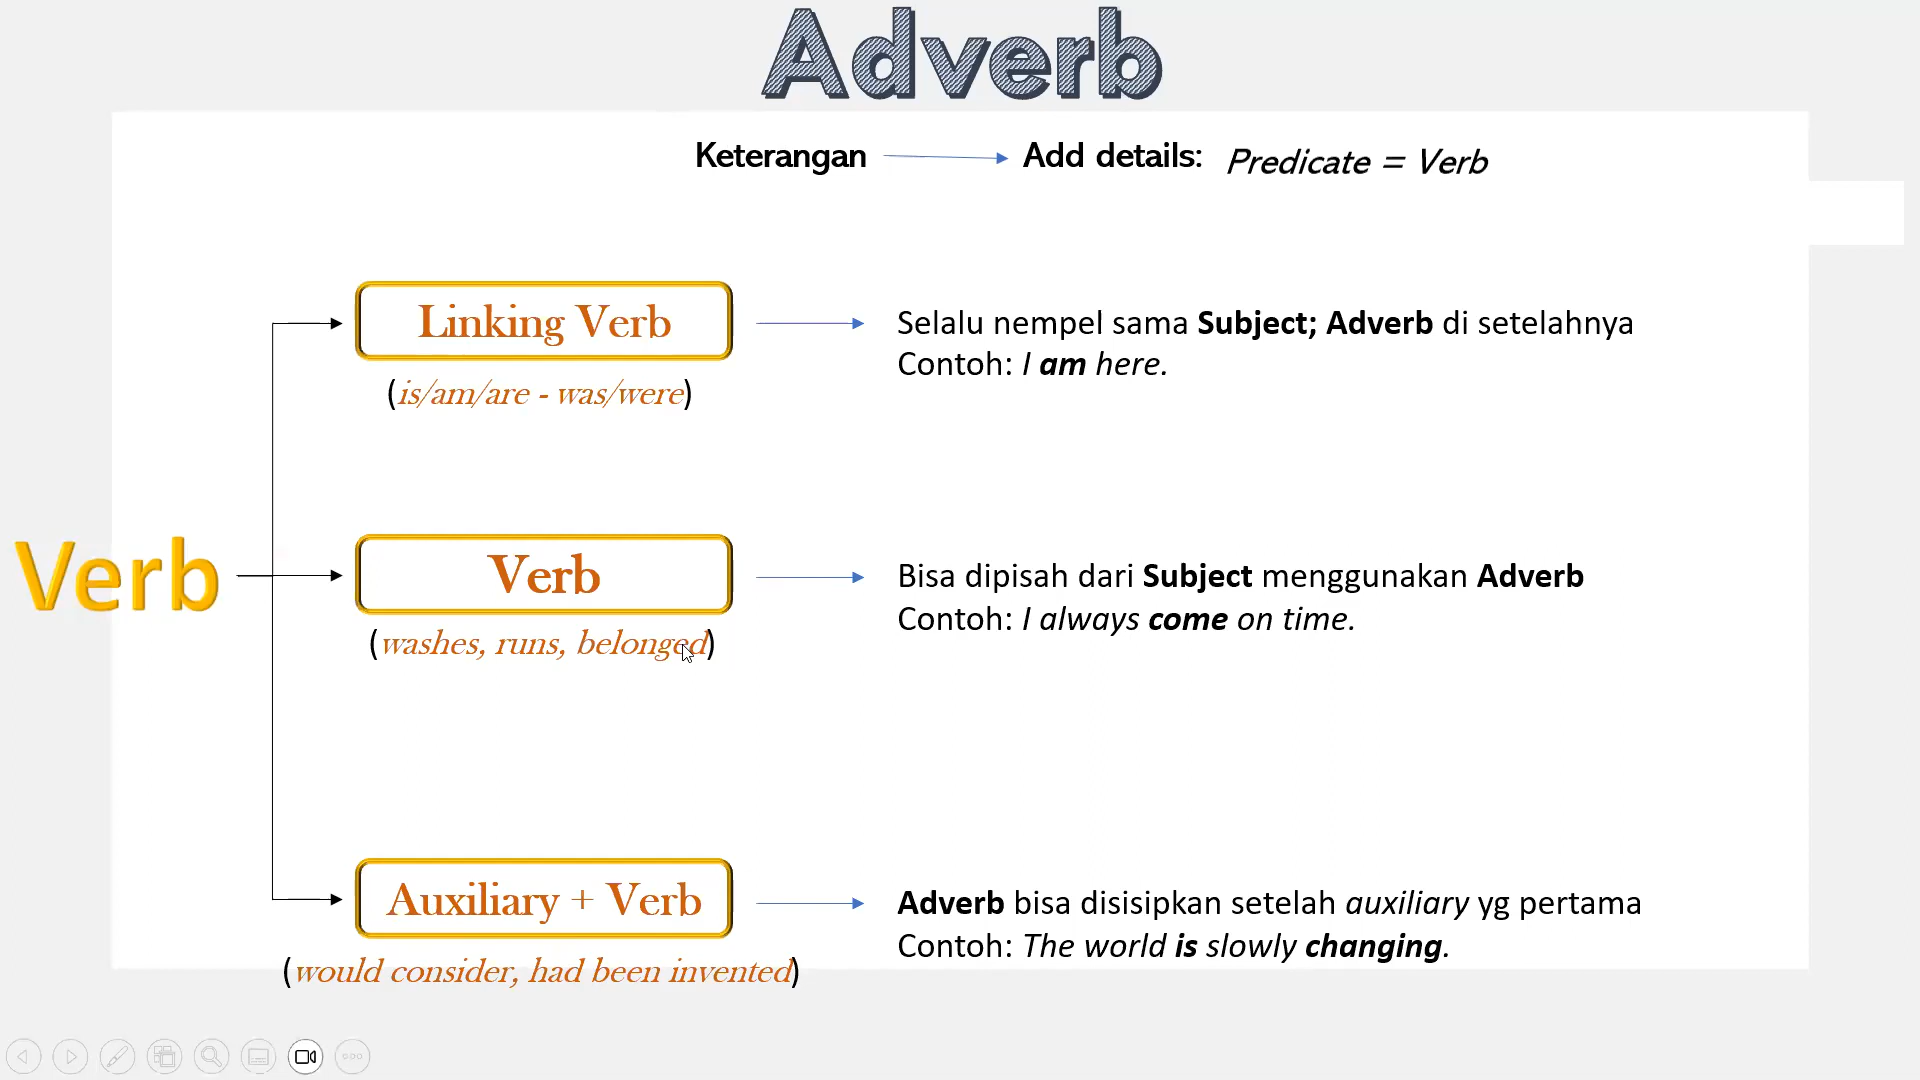 Adverb
Keterangan Add details: Predicate = Verb
Linking Verb
(is/am/are - was/were)
Selalu nempel sama Subject; Adverb di setelahnya
Contoh: I am here.
Verb
Verb
(washes, runs, belonged)
Bisa dipisah dari Subject menggunakan Adverb
Contoh: I always come on time.
Auxiliary + Verb
(would consider, had been invented)
Adverb bisa disisipkan setelah auxiliary yg pertama
Contoh: The world is slowly changing.